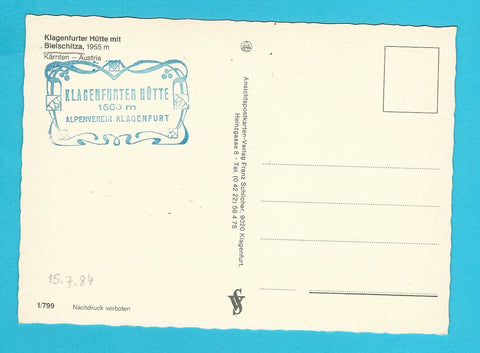 Klagenfurter Hütte mit
Bielschitza, 1955 m
Kärnten – Austria
KLAGENFURTER HÜTTE
1660 m
ALPENVEREIN KLAGENFURT
Ansichtspostkarten-Verlag Franz Schilcher, 9020 Klagenfurt,
Heinzgasse 8 - Tel. (0 42 22) 56 4 75
15.7.84
1/799 Nachdruck verboten